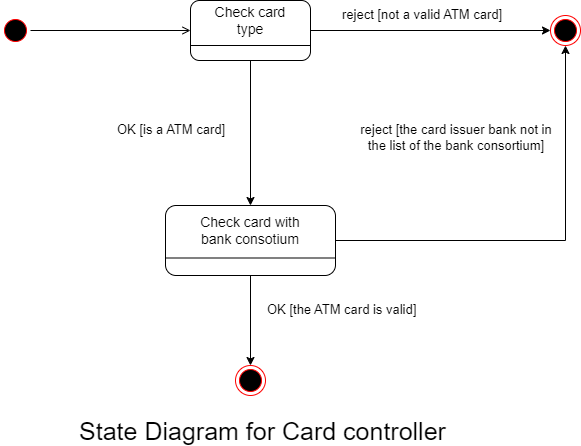 Check card
type
reject [not a valid ATM card]
OK [is a ATM card]
reject [the card issuer bank not in
the list of the bank consortium]
Check card with
bank consotium
OK [the ATM card is valid]
State Diagram for Card controller